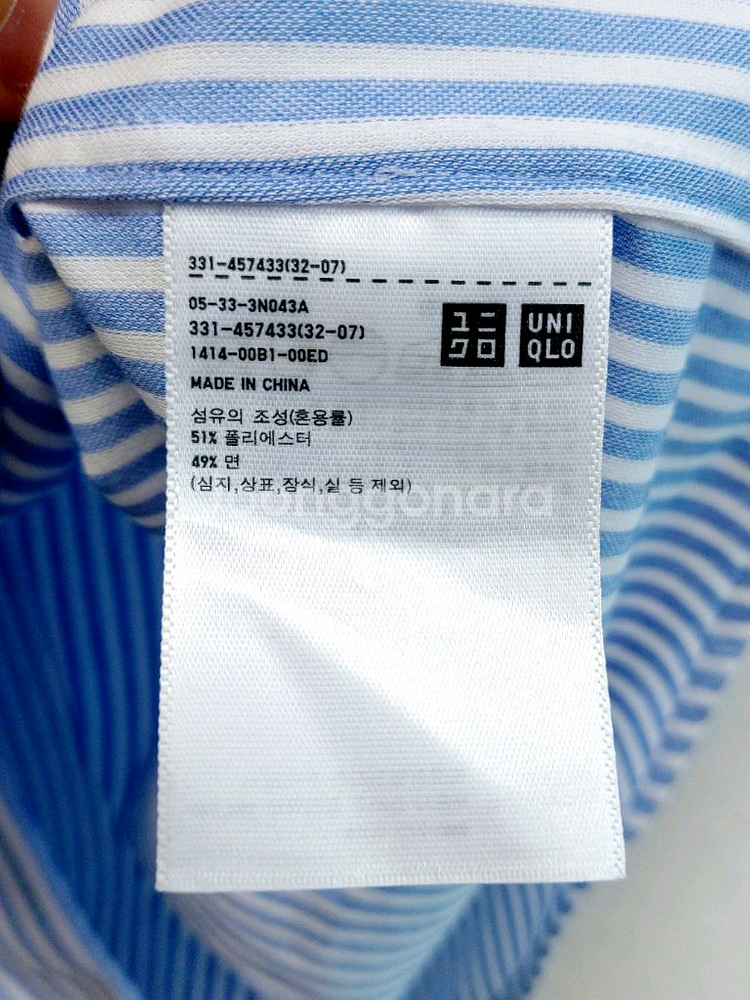 331-457433(32-07)
05-33-3N043A
331-457433(32-07)
1414-00B1-00ED
MADE IN CHINA
ユニ
クロ
UNI
QLO
섬유의 조성(혼용률)
51% 폴리에스터
49% 면
(심지,상표,장식,실 등 제외)